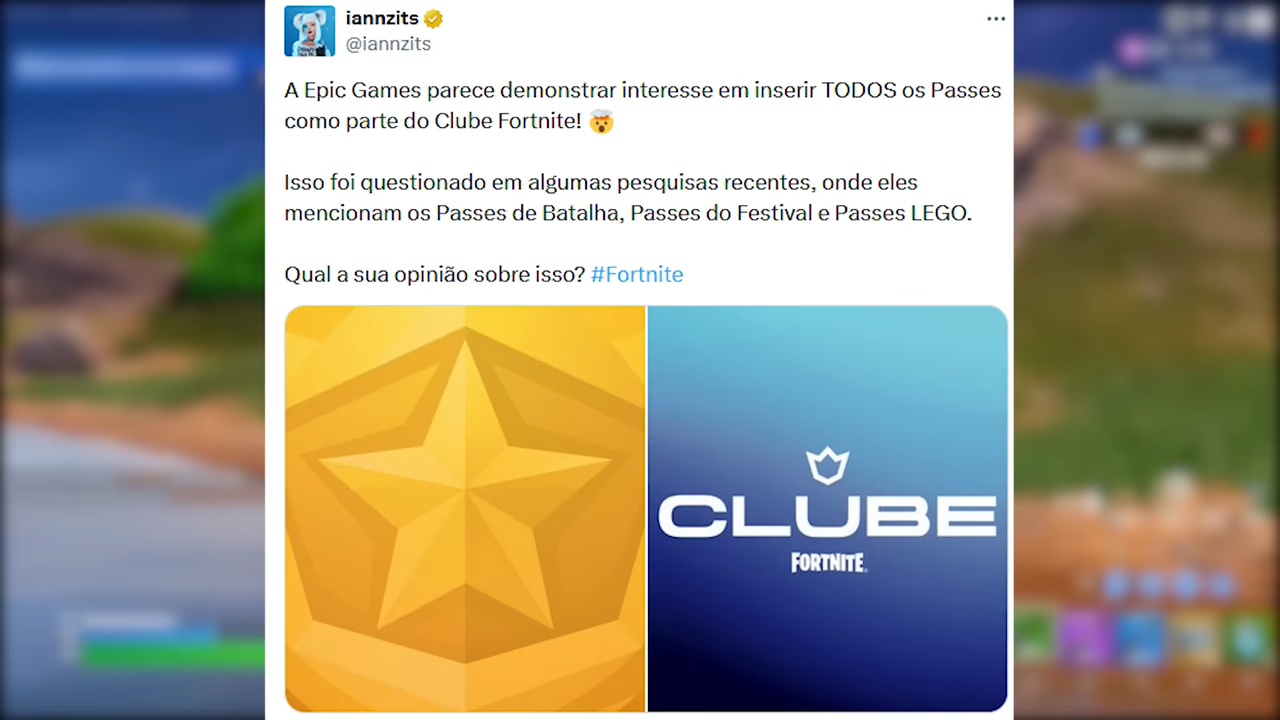 iannzits
@iannzits
A Epic Games parece demonstrar interesse em inserir TODOS os Passes
como parte do Clube Fortnite! 🤯
Isso foi questionado em algumas pesquisas recentes, onde eles
mencionam os Passes de Batalha, Passes do Festival e Passes LEGO.
Qual a sua opinião sobre isso? #Fortnite
CLUBE
FORTNITE